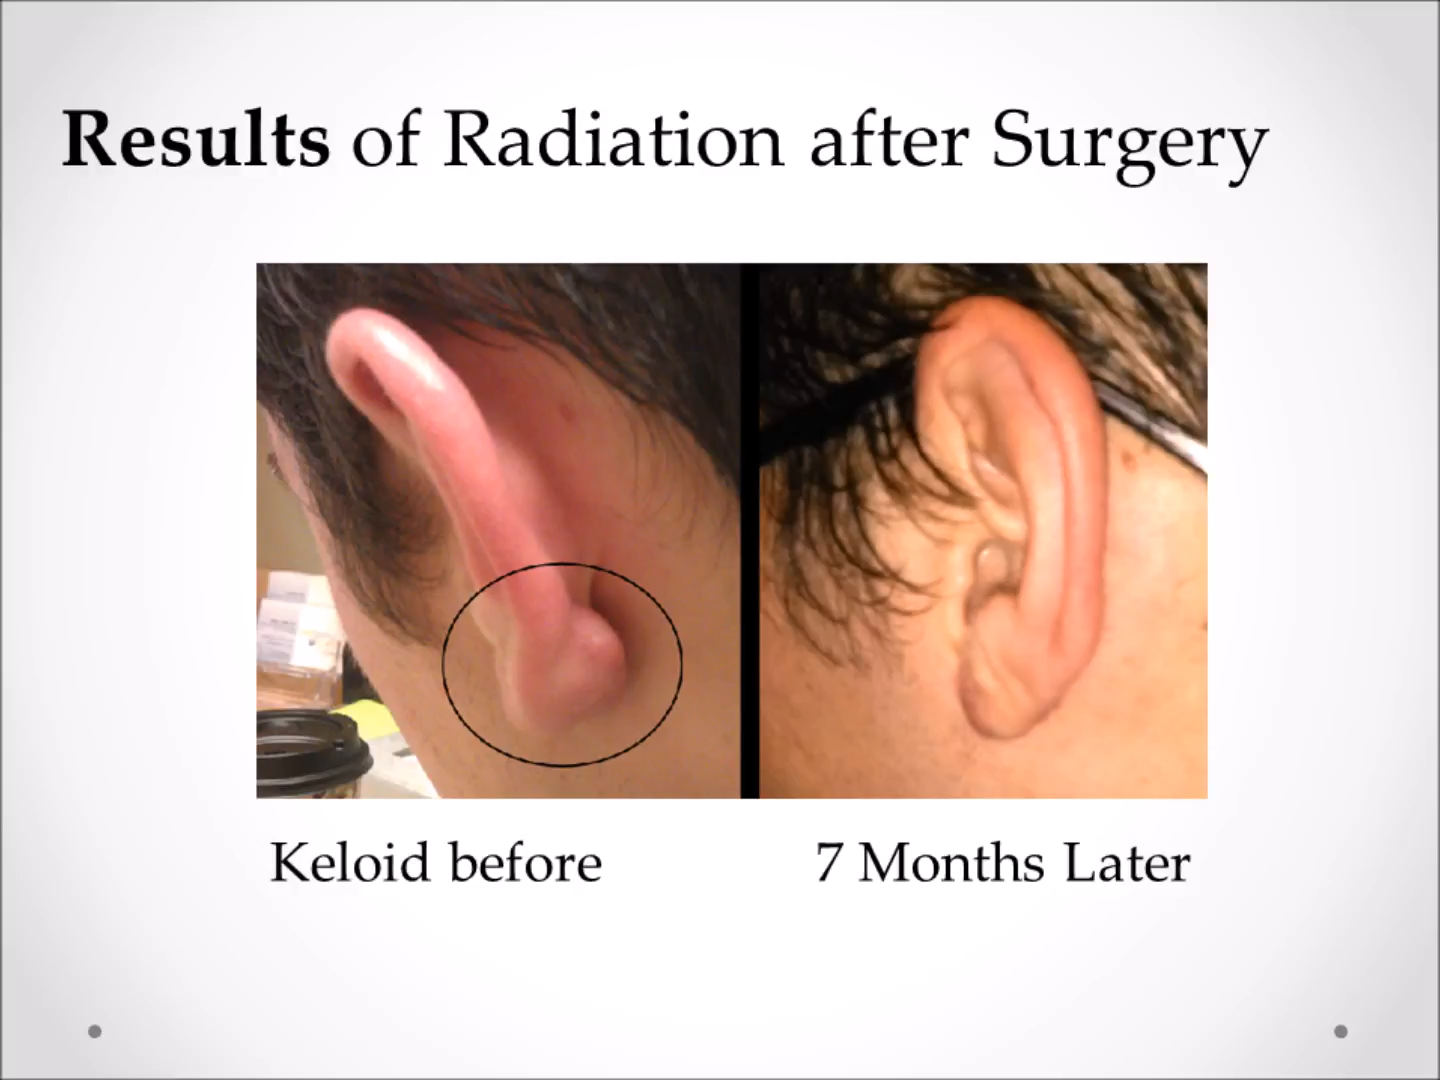 Results of Radiation after Surgery
Keloid before
7 Months Later